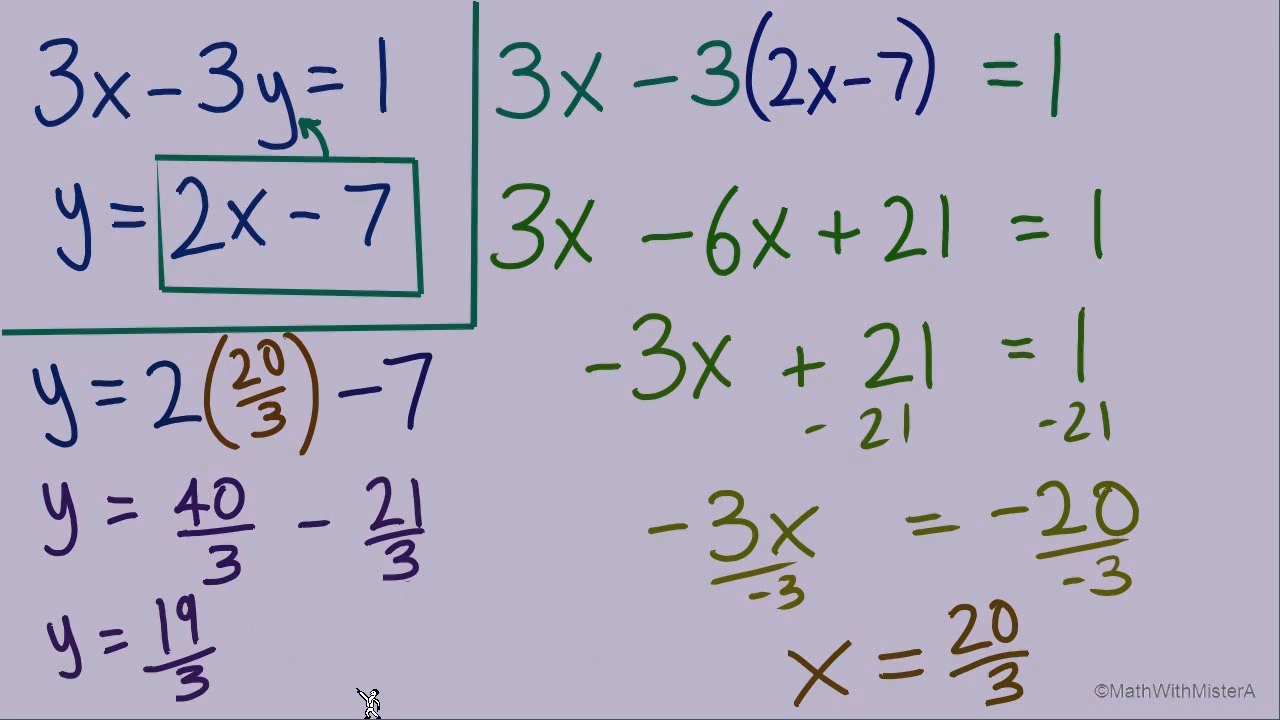 3x - 3y = 1
y = 2x - 7
3x - 3(2x - 7) = 1
3x - 6x + 21 = 1
-3x + 21 = 1
- 21 -21
-3x/-3 = -20/-3
x = 20/3
y = 2(20/3) - 7
y = 40/3 - 21/3
y = 19/3
©MathWithMisterA